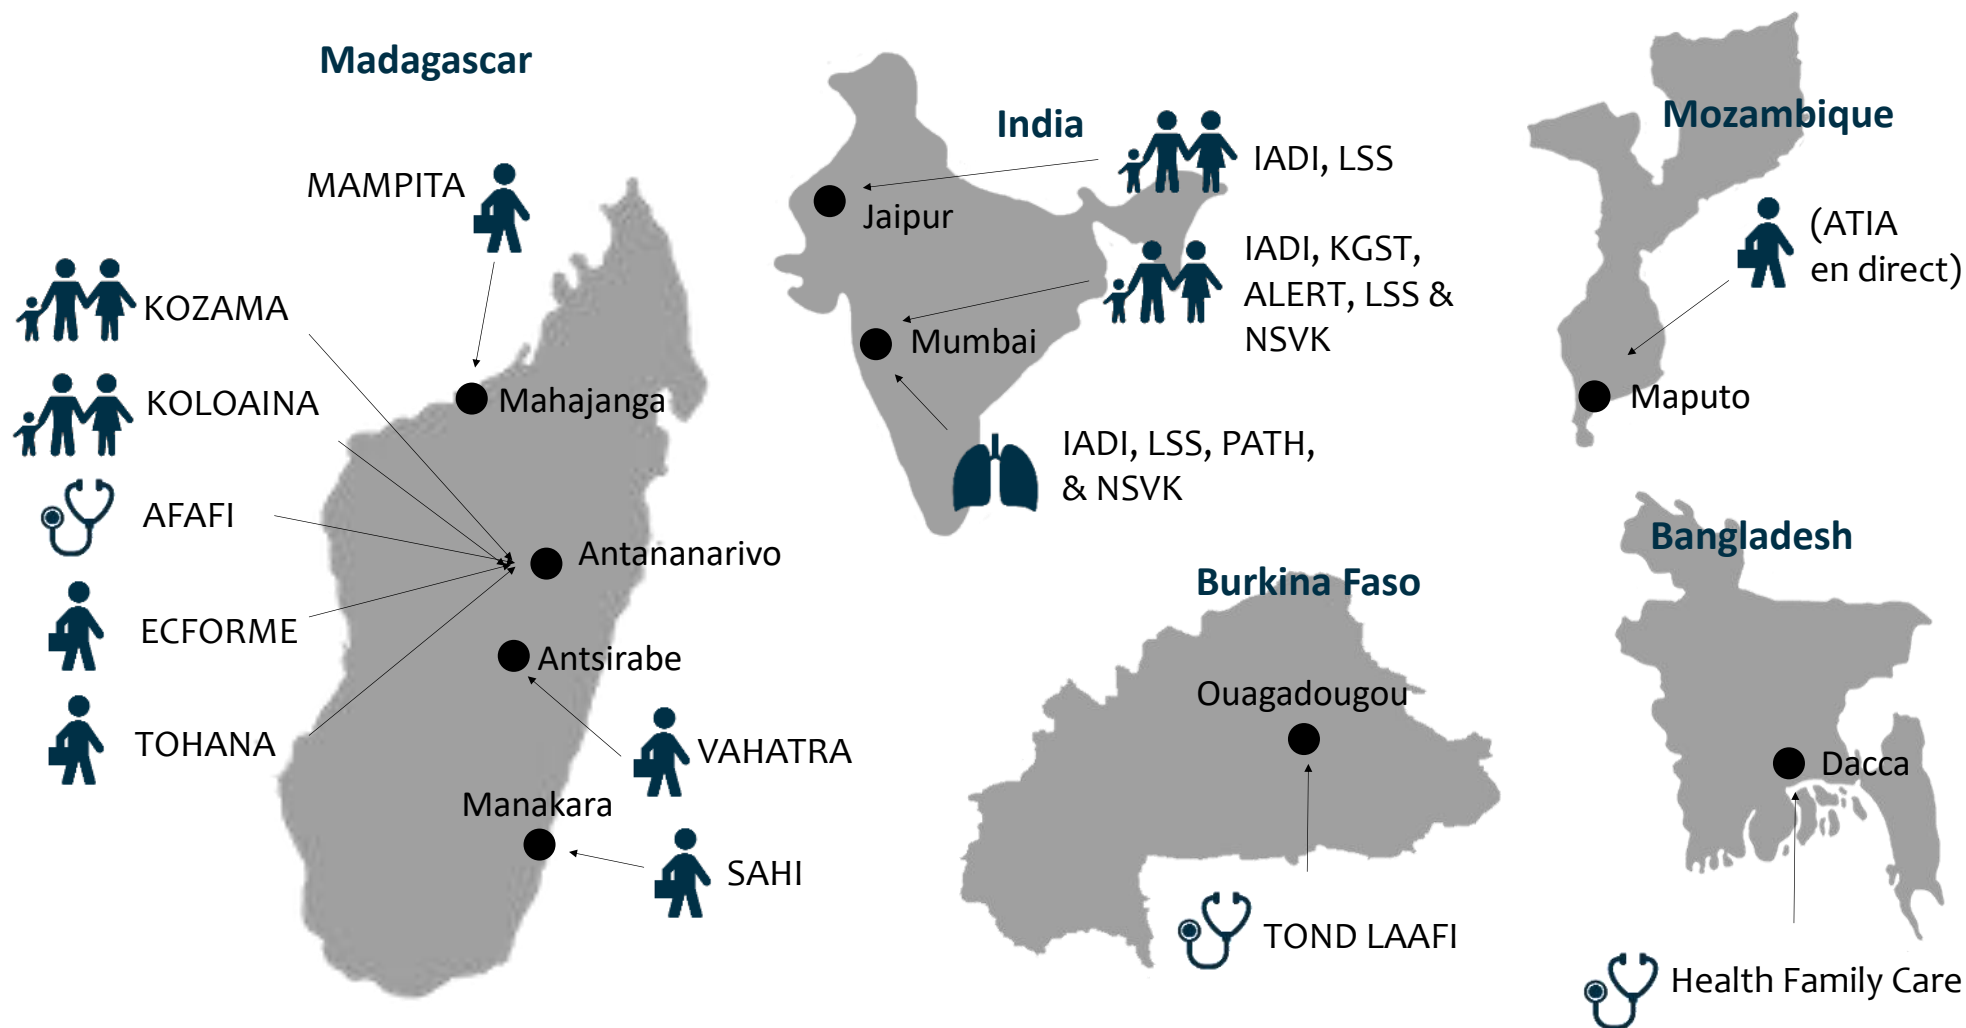 Madagascar
MAMPITA
KOZAMA
KOLOAINA
Mahajanga
AFAFI
Antananarivo
ECFORME
Antsirabe
TOHANA
VAHATRA
Manakara
SAHI
India
IADI, LSS
Jaipur
IADI, KGST,
ALERT, LSS &
NSVK
Mumbai
IADI, LSS, PATH,
& NSVK
Mozambique
(ATIA
en direct)
Maputo
Burkina Faso
Ouagadougou
TOND LAAFI
Bangladesh
Dacca
Health Family Care